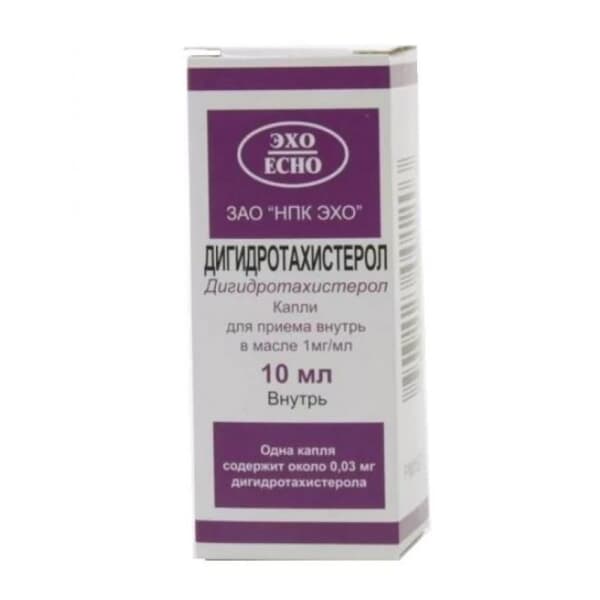 ЭХО
ECHO
ЗАО "НПК ЭХО"
ДИГИДРОТАХИСТЕРОЛ
Дигидротахистерол
Капли
для приема внутрь
в масле 1мг/мл
10 мл
Внутрь
Одна капля
содержит около 0,03 мг
дигидротахистерола